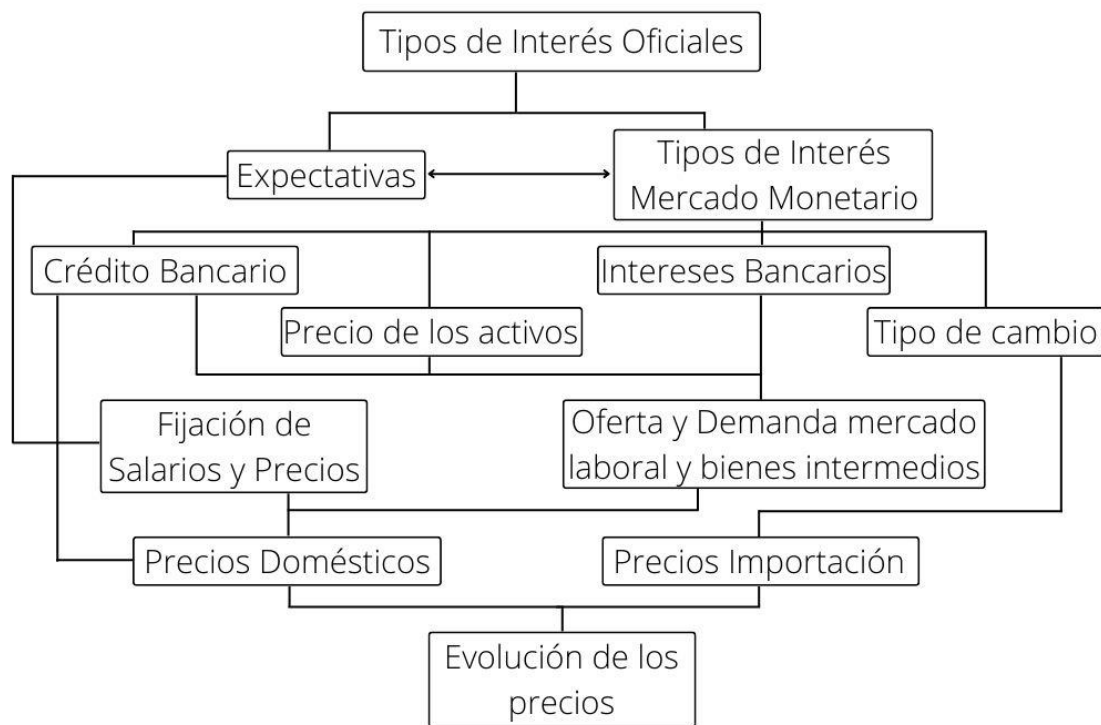 Tipos de Interés Oficiales
Expectativas
Tipos de Interés
Mercado Monetario
Crédito Bancario
Intereses Bancarios
Precio de los activos
Tipo de cambio
Fijación de
Salarios y Precios
Oferta y Demanda mercado
laboral y bienes intermedios
Precios Domésticos
Precios Importación
Evolución de los
precios